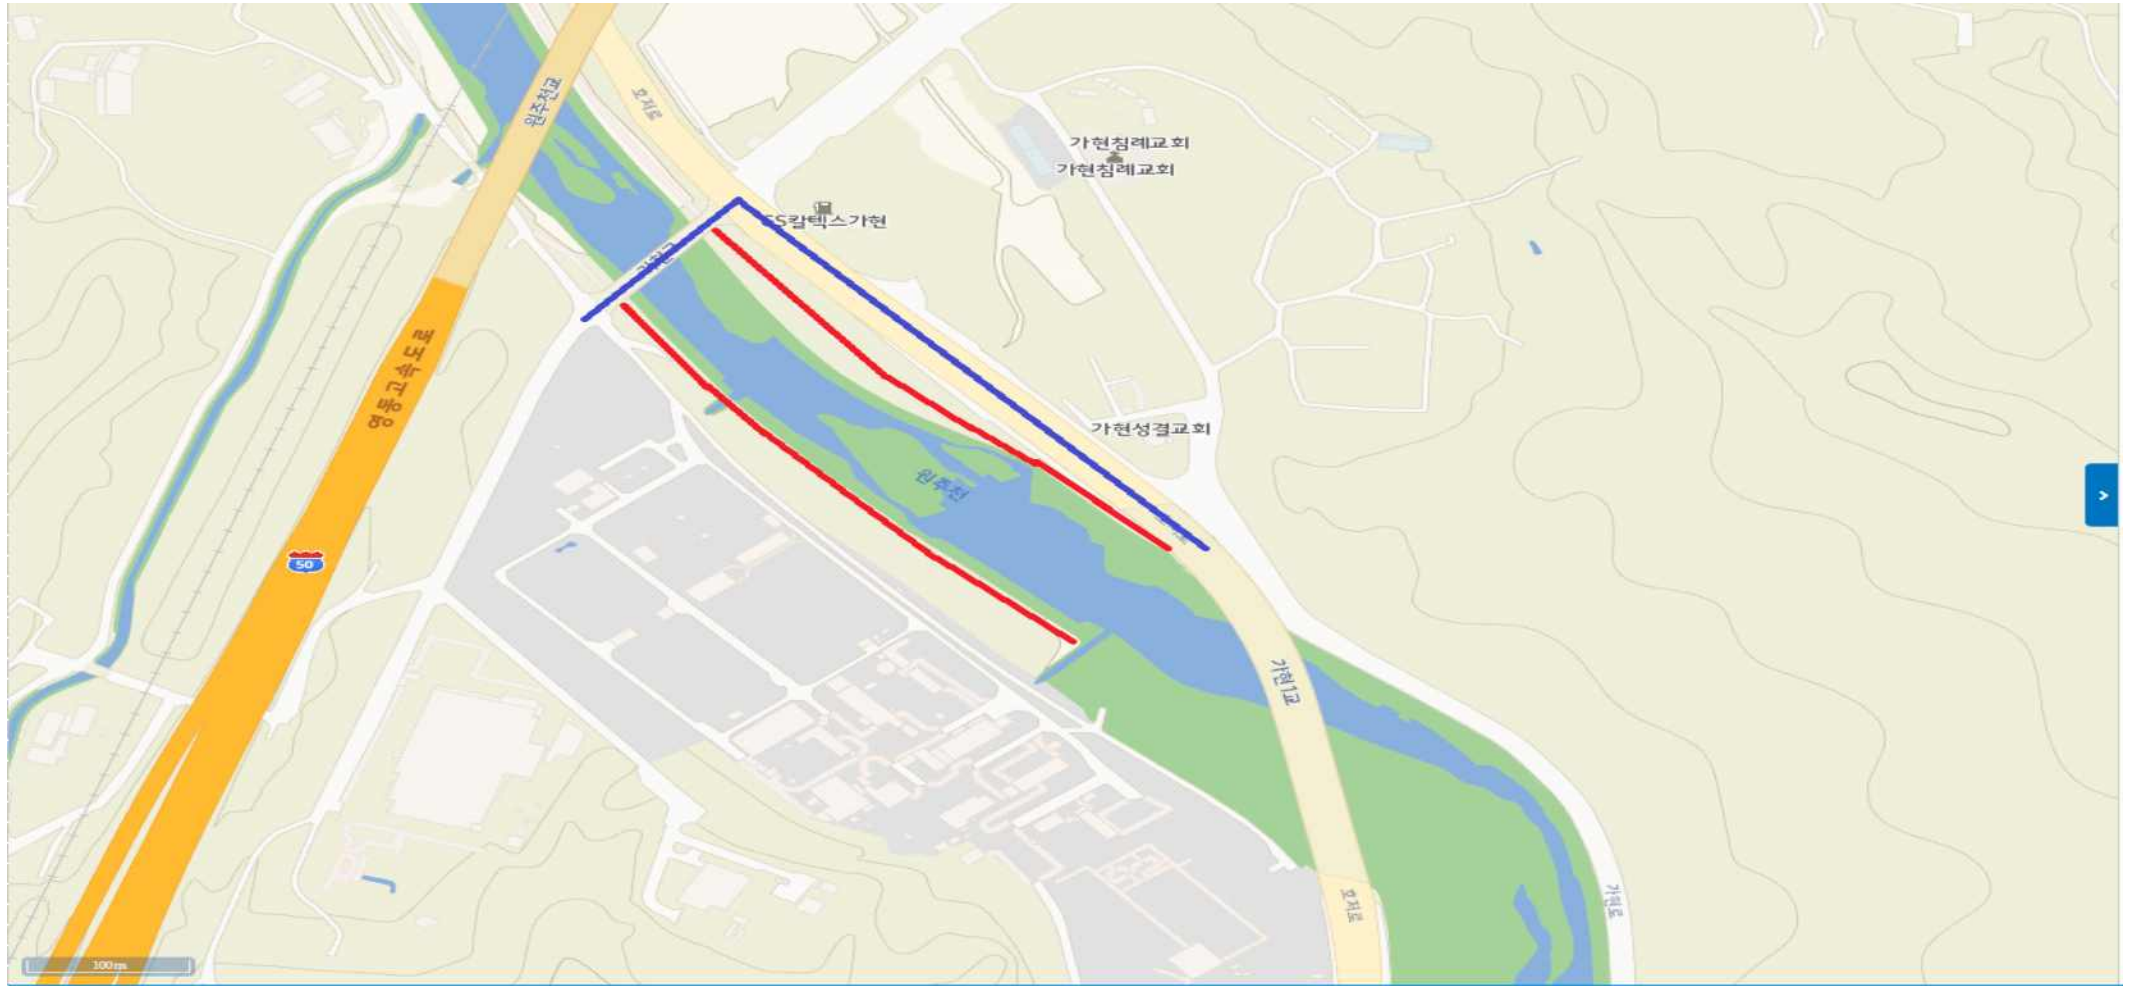 원주천교
호저로
가현침례교회
가현침례교회
GS칼텍스가현
영동고속도로
가현성결교회
원주천
50
가현1교
호저로
가현로
100m